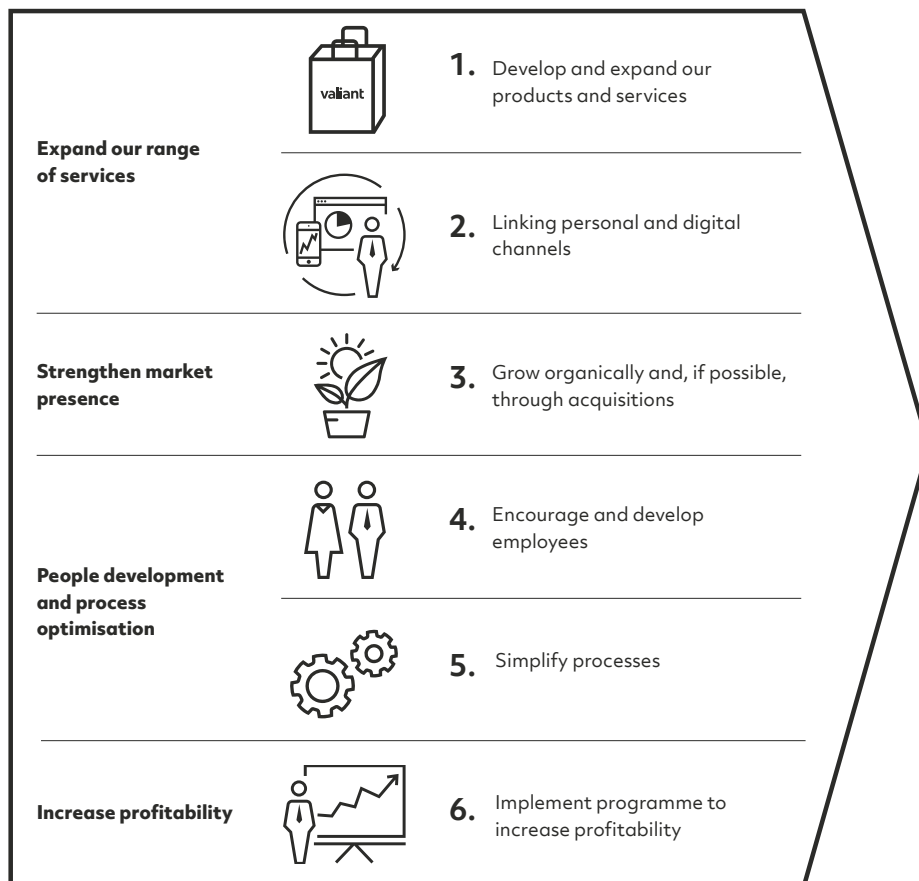 Expand our range
of services
valiant
1. Develop and expand our
products and services
2. Linking personal and digital
channels
Strengthen market
presence
3. Grow organically and, if possible,
through acquisitions
People development
and process
optimisation
4. Encourage and develop
employees
5. Simplify processes
Increase profitability
6. Implement programme to
increase profitability